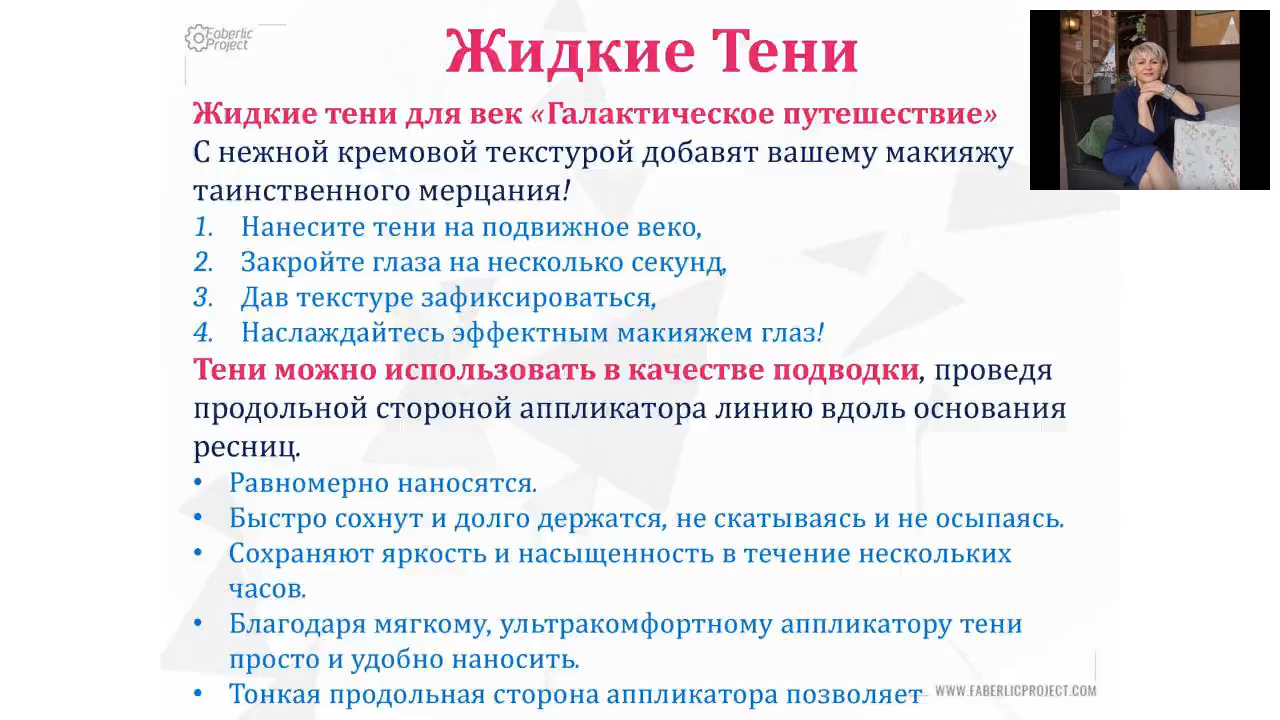 Faberlic
Project
Жидкие Тени
Жидкие тени для век «Галактическое путешествие»
С нежной кремовой текстурой добавят вашему макияжу
таинственного мерцания!
1. Нанесите тени на подвижное веко,
2. Закройте глаза на несколько секунд,
3. Дав текстуре зафиксироваться,
4. Наслаждайтесь эффектным макияжем глаз!
Тени можно использовать в качестве подводки, проведя
продольной стороной аппликатора линию вдоль основания
ресниц.
• Равномерно наносятся.
• Быстро сохнут и долго держатся, не скатываясь и не осыпаясь.
• Сохраняют яркость и насыщенность в течение нескольких
часов.
• Благодаря мягкому, ультракомфортному аппликатору тени
просто и удобно наносить.
• Тонкая продольная сторона аппликатора позволяет
WWW.FABERLICPROJECT.COM